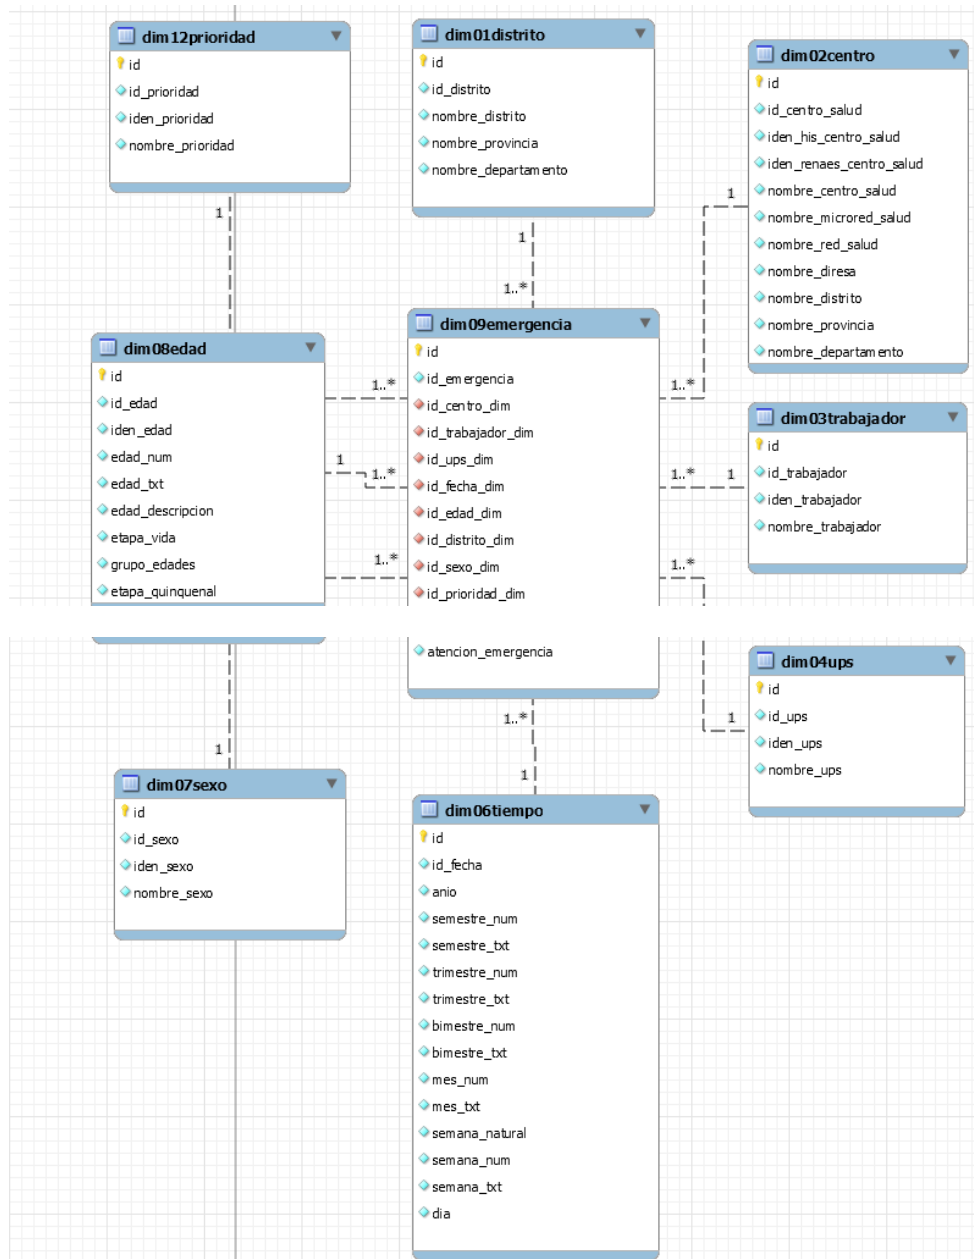 dim12prioridad
id
id_prioridad
iden_prioridad
nombre_prioridad
1
dim01distrito
id
id_distrito
nombre_distrito
nombre_provincia
nombre_departamento
1
1..*
dim02centro
id
id_centro_salud
iden_his_centro_salud
iden_renaes_centro_salud
nombre_centro_salud
nombre_microred_salud
nombre_red_salud
nombre_diresa
nombre_distrito
nombre_provincia
nombre_departamento
1
1..*
dim08edad
id
id_edad
iden_edad
edad_num
edad_txt
edad_descripcion
etapa_vida
grupo_edades
etapa_quinquenal
1..*
1
1..*
1..*
dim09emergencia
id
id_emergencia
id_centro_dim
id_trabajador_dim
id_ups_dim
id_fecha_dim
id_edad_dim
id_distrito_dim
id_sexo_dim
id_prioridad_dim
atencion_emergencia
1..*
1
1..*
dim03trabajador
id
id_trabajador
iden_trabajador
nombre_trabajador
1
dim04ups
id
id_ups
iden_ups
nombre_ups
1
dim07sexo
id
id_sexo
iden_sexo
nombre_sexo
1..*
1
dim06tiempo
id
id_fecha
anio
semestre_num
semestre_txt
trimestre_num
trimestre_txt
bimestre_num
bimestre_txt
mes_num
mes_txt
semana_natural
semana_num
semana_txt
dia